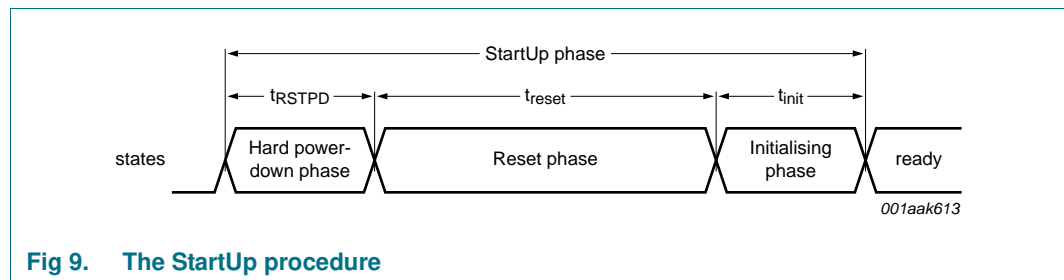 StartUp phase
tRSTPD
treset
tinit
states
Hard power-
down phase
Reset phase
Initialising
phase
ready
001aak613
Fig 9. The StartUp procedure